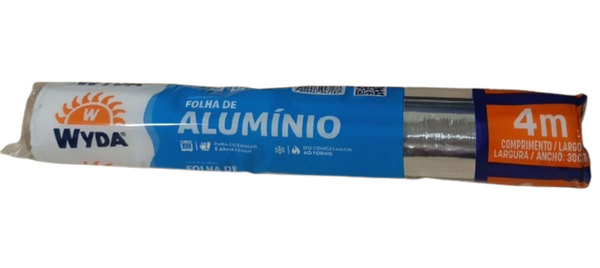 WYDA
W
WYDA®
FOLHA DE
ALUMÍNIO
PARA COZINHAR
E ARMAZENAR
DO CONGELADOR
AO FORNO
FOLHA DE
4m
COMPRIMENTO / LARGO
LARGURA / ANCHO: 30cm